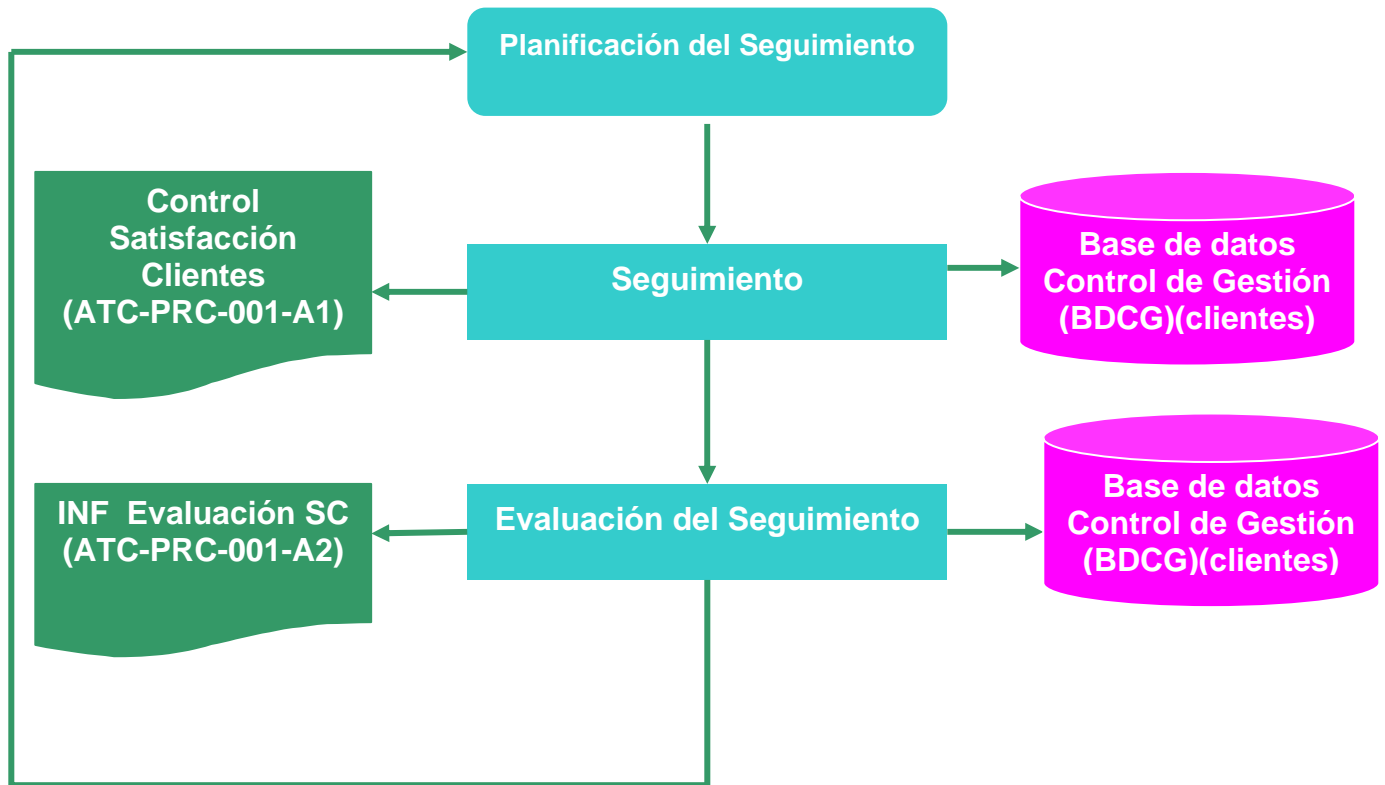 Planificación del Seguimiento
Control
Satisfacción
Clientes
(ATC-PRC-001-A1)
Seguimiento
Base de datos
Control de Gestión
(BDCG)(clientes)
INF  Evaluación SC
(ATC-PRC-001-A2)
Evaluación del Seguimiento
Base de datos
Control de Gestión
(BDCG)(clientes)